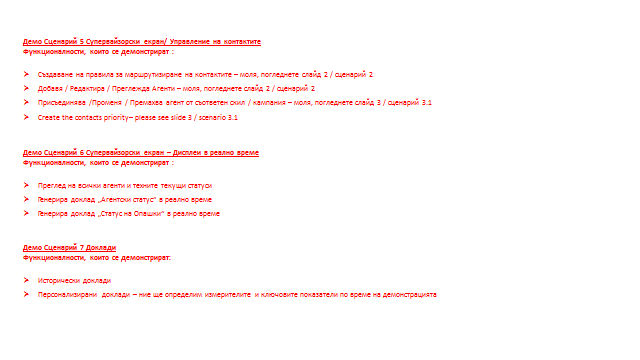 Демо Сценарий 5 Супервайзорски екран/ Управление на контактите
Функционалности, които се демонстрират :
➢ Създаване на правила за маршрутизиране на контактите – моля, погледнете слайд 2 / сценарий 2
➢ Добавя / Редактира / Преглежда Агенти – моля, погледнете слайд 2 / сценарий 2
➢ Присъединява /Променя / Премахва агент от съответен скил / кампания – моля, погледнете слайд 3 / сценарий 3.1
➢ Create the contacts priority– please see slide 3 / scenario 3.1
Демо Сценарий 6 Супервайзорски екран – Дисплеи в реално време
Функционалности, които се демонстрират :
➢ Преглед на всички агенти и техните текущи статуси
➢ Генерира доклад „Агентски статус" в реално време
➢ Генерира доклад „Статус на Опашки" в реално време
Демо Сценарий 7 Доклади
Функционалности, които се демонстрират:
➢ Исторически доклади
➢ Персонализирани доклади – ние ще определим измерителите и ключовите показатели по време на демонстрацията